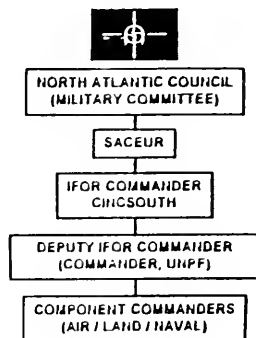 NORTH ATLANTIC COUNCIL
(MILITARY COMMITTEE)
SACEUR
IFOR COMMANDER
CINCSOUTH
DEPUTY IFOR COMMANDER
(COMMANDER, UNPF)
COMPONENT COMMANDERS
(AIR / LAND / NAVAL)